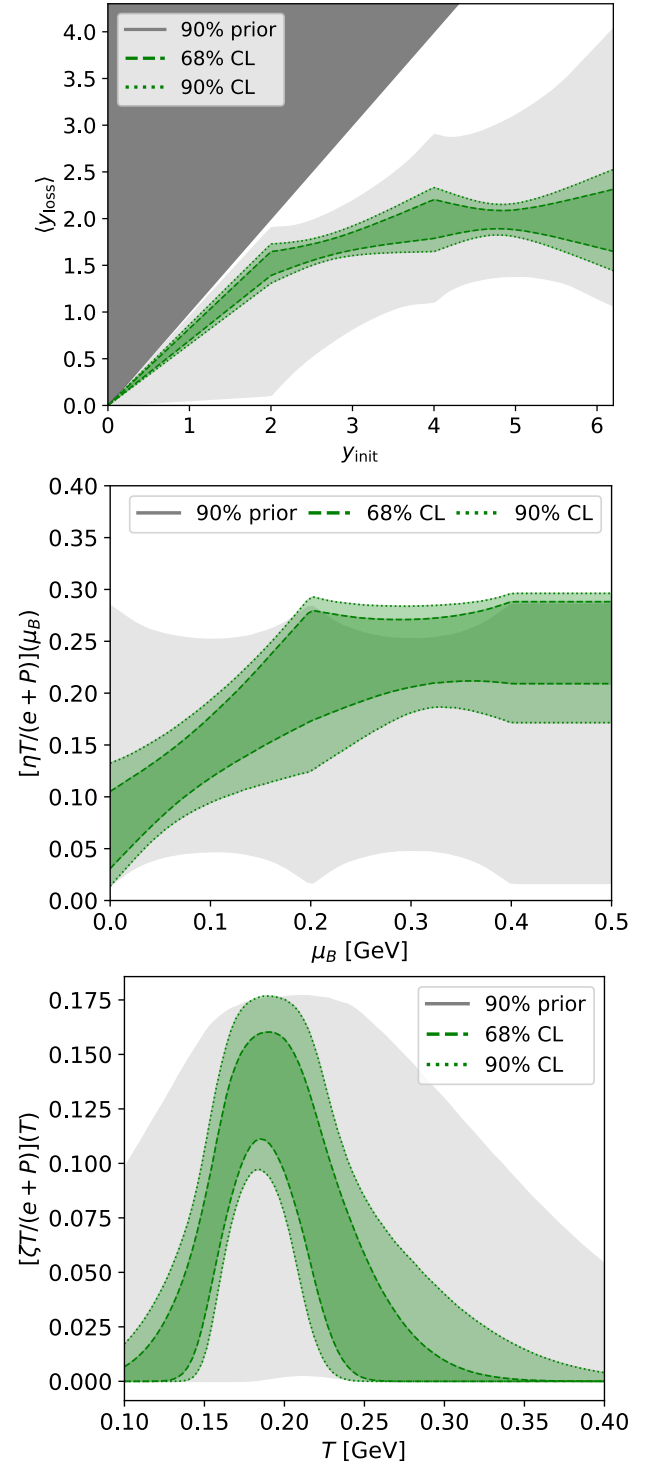 4.0
3.5
3.0
2.5
2.0
1.5
1.0
0.5
0.0
⟨y_loss⟩
90% prior
68% CL
90% CL
0 1 2 3 4 5 6
y_init
0.40
0.35
0.30
0.25
0.20
0.15
0.10
0.05
0.00
[ηT/(e + P)](μ_B)
90% prior 68% CL 90% CL
0.0 0.1 0.2 0.3 0.4 0.5
μ_B [GeV]
0.175
0.150
0.125
0.100
0.075
0.050
0.025
0.000
[ζT/(e + P)](T)
90% prior
68% CL
90% CL
0.10 0.15 0.20 0.25 0.30 0.35 0.40
T [GeV]